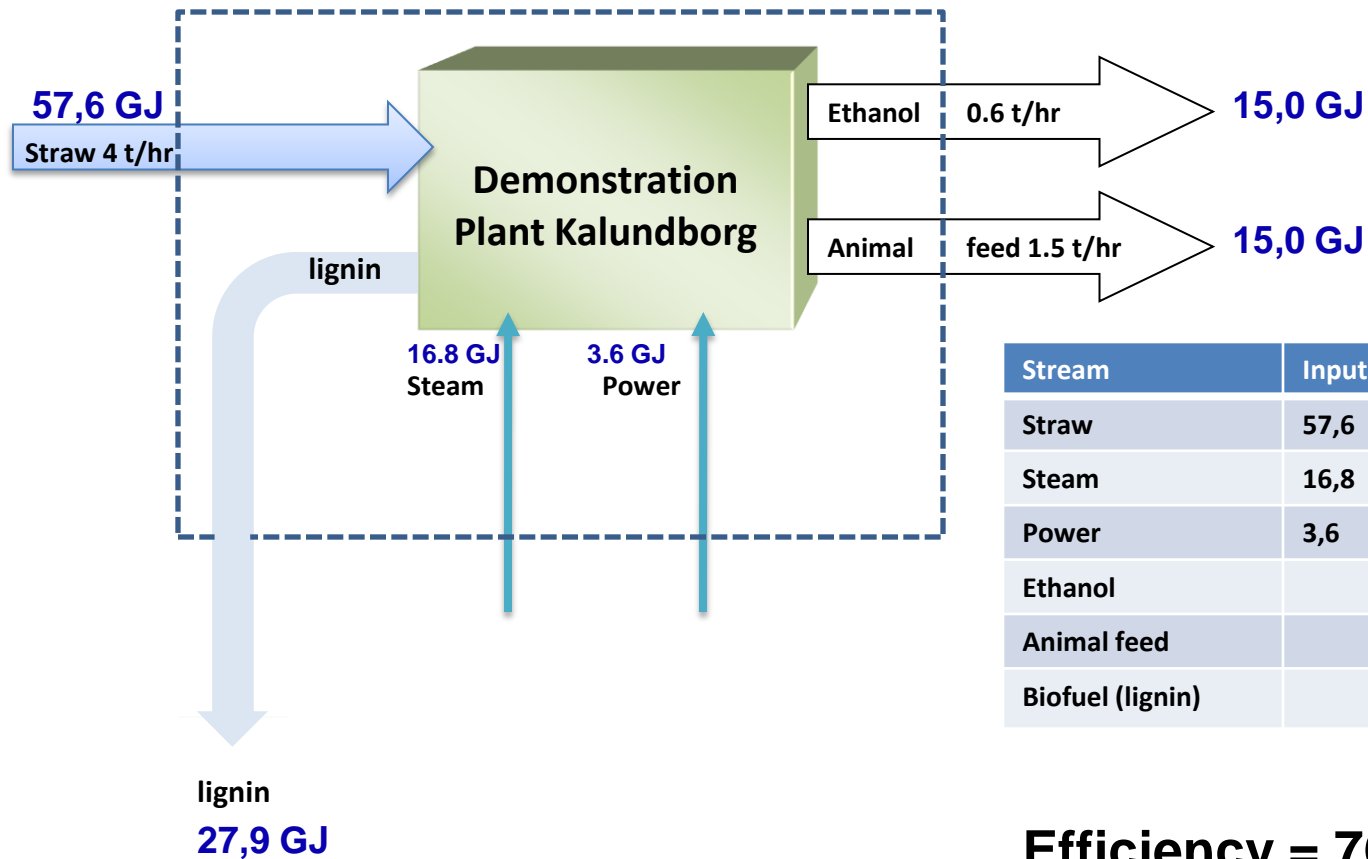 57,6 GJ
Straw 4 t/hr
Demonstration
Plant Kalundborg
Ethanol 0.6 t/hr
15,0 GJ
Animal feed 1.5 t/hr
15,0 GJ
lignin
16.8 GJ
Steam
3.6 GJ
Power
Stream Input
Straw 57,6
Steam 16,8
Power 3,6
Ethanol
Animal feed
Biofuel (lignin)
lignin
27,9 GJ
Efficiency =